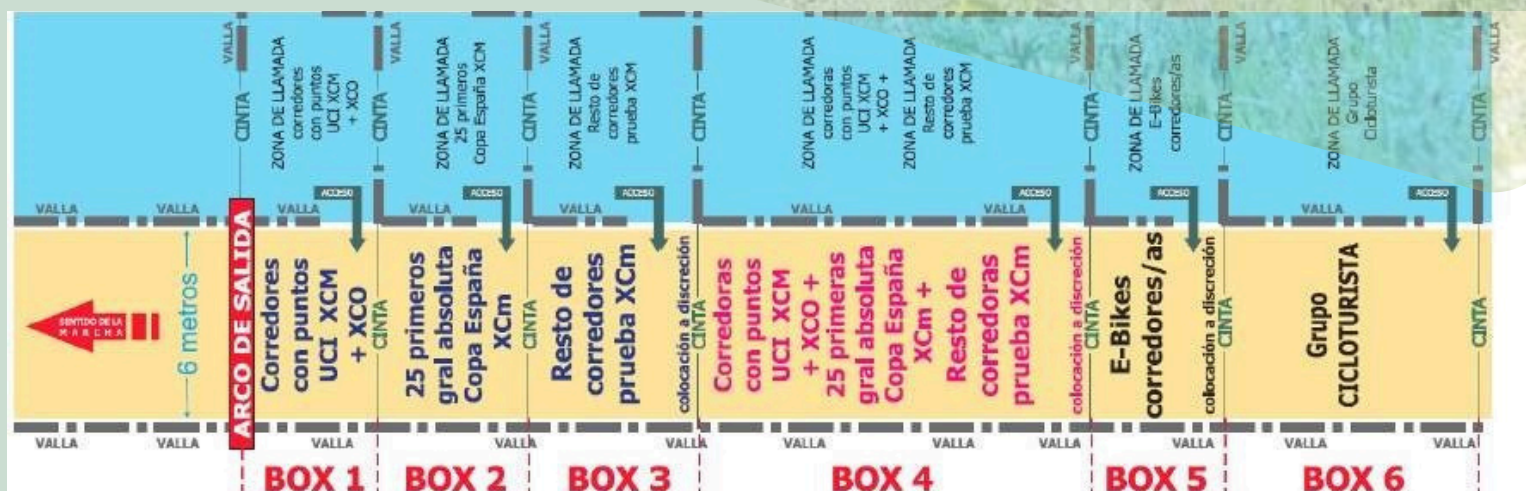 VALLA
VALLA
VALLA
VALLA
VALLA
VALLA
CINTA
CINTA
CINTA
CINTA
CINTA
CINTA
CINTA
ZONA DE LLAMADA
corredores
con puntos
UCI XCM
+ XCO
ZONA DE LLAMADA
25 primeros
Copa España XCM
ZONA DE LLAMADA
Resto de
corredores
prueba XCM
ZONA DE LLAMADA
corredoras
con puntos
UCI XCM
+ XCO +
ZONA DE LLAMADA
Resto de
corredores
prueba XCM
ZONA DE LLAMADA
E-Bikes
corredores/as
ZONA DE LLAMADA
Grupo
Cicloturista
ACCESO
ACCESO
ACCESO
ACCESO
ACCESO
ACCESO
VALLA
VALLA
VALLA
VALLA
VALLA
VALLA
VALLA
VALLA
SENTIDO DE LA
MARCHA
6 metros
ARCO DE SALIDA
Corredores
con puntos
UCI XCM
+ XCO
CINTA
25 primeros
gral absoluta
Copa España
XCm
CINTA
Resto de
corredores
prueba XCm
colocación a discreción
CINTA
Corredoras
con puntos
UCI XCM
+ XCO +
25 primeras
gral absoluta
Copa España
XCm +
Resto de
corredoras
prueba XCm
colocación a discreción
CINTA
E-Bikes
corredores/as
colocación a discreción
CINTA
Grupo
CICLOTURISTA
CINTA
VALLA
VALLA
VALLA
VALLA
VALLA
VALLA
VALLA
VALLA
VALLA
VALLA
BOX 1
BOX 2
BOX 3
BOX 4
BOX 5
BOX 6